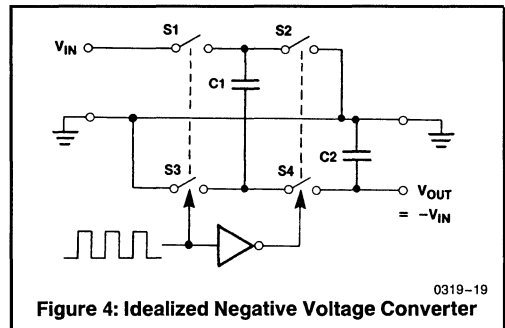 S1
S2
VIN
C1
C2
S3
S4
VOUT
= -VIN
0319-19
Figure 4: Idealized Negative Voltage Converter